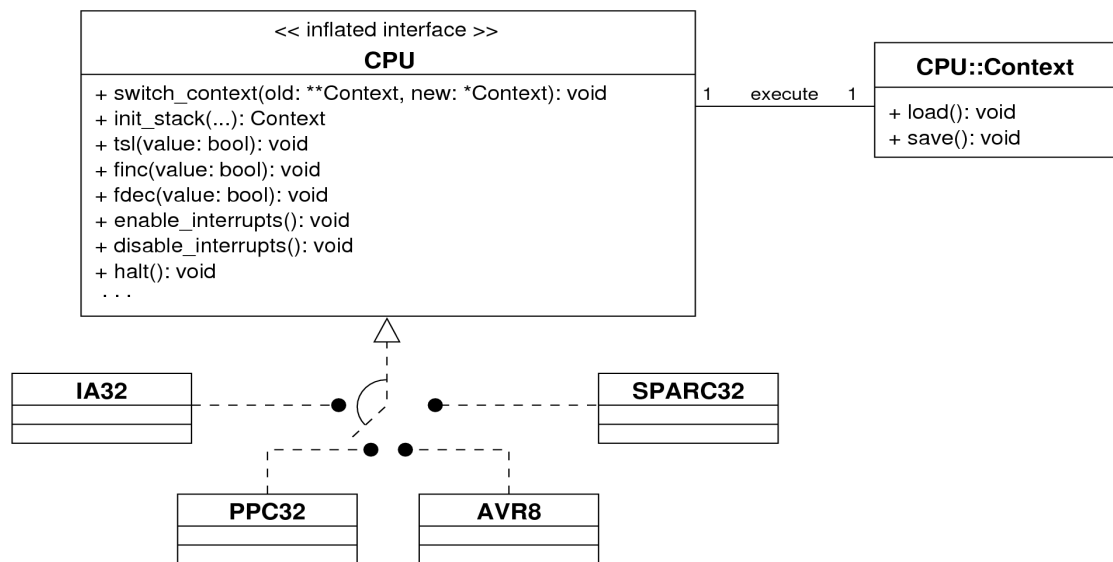 << inflated interface >>
CPU
+ switch_context(old: **Context, new: *Context): void
+ init_stack(...): Context
+ tsl(value: bool): void
+ finc(value: bool): void
+ fdec(value: bool): void
+ enable_interrupts(): void
+ disable_interrupts(): void
+ halt(): void
. . .
1 execute 1
CPU::Context
+ load(): void
+ save(): void
IA32
SPARC32
PPC32
AVR8